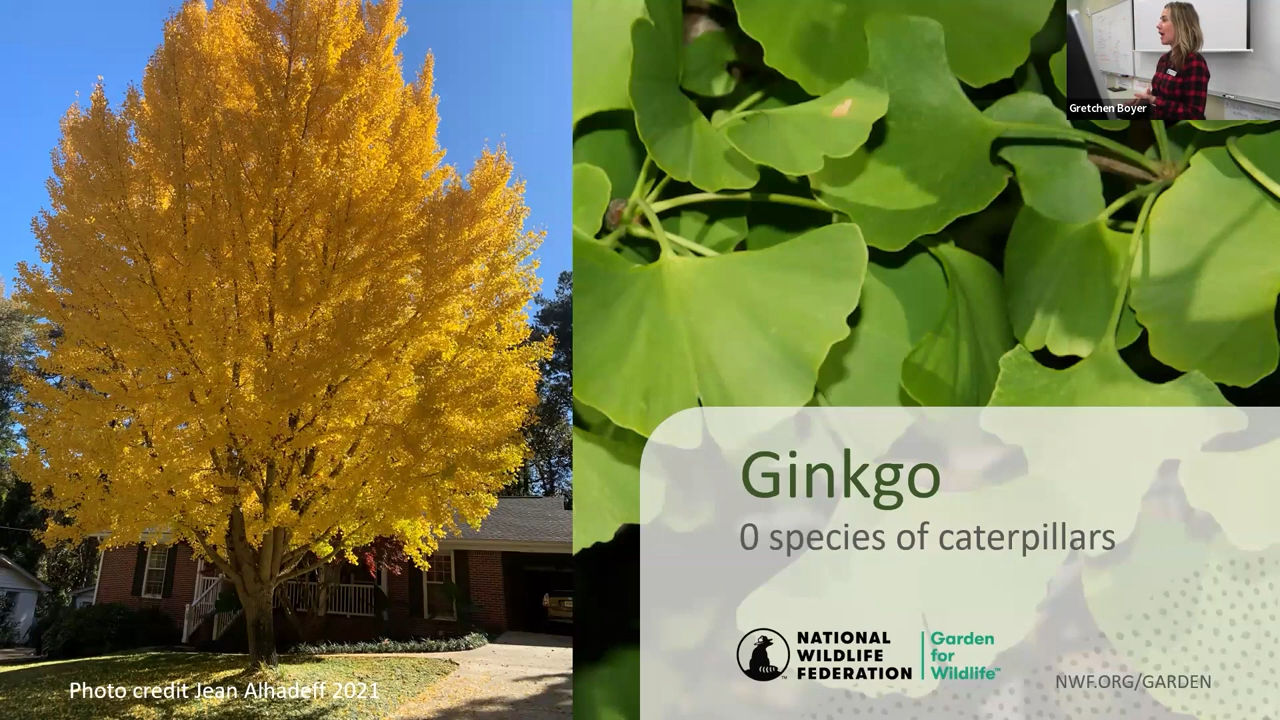 Gretchen Boyer
Ginkgo
0 species of caterpillars
NATIONAL
WILDLIFE
FEDERATION
Garden
for
Wildlife™
NWF.ORG/GARDEN
Photo credit Jean Alhadeff 2021